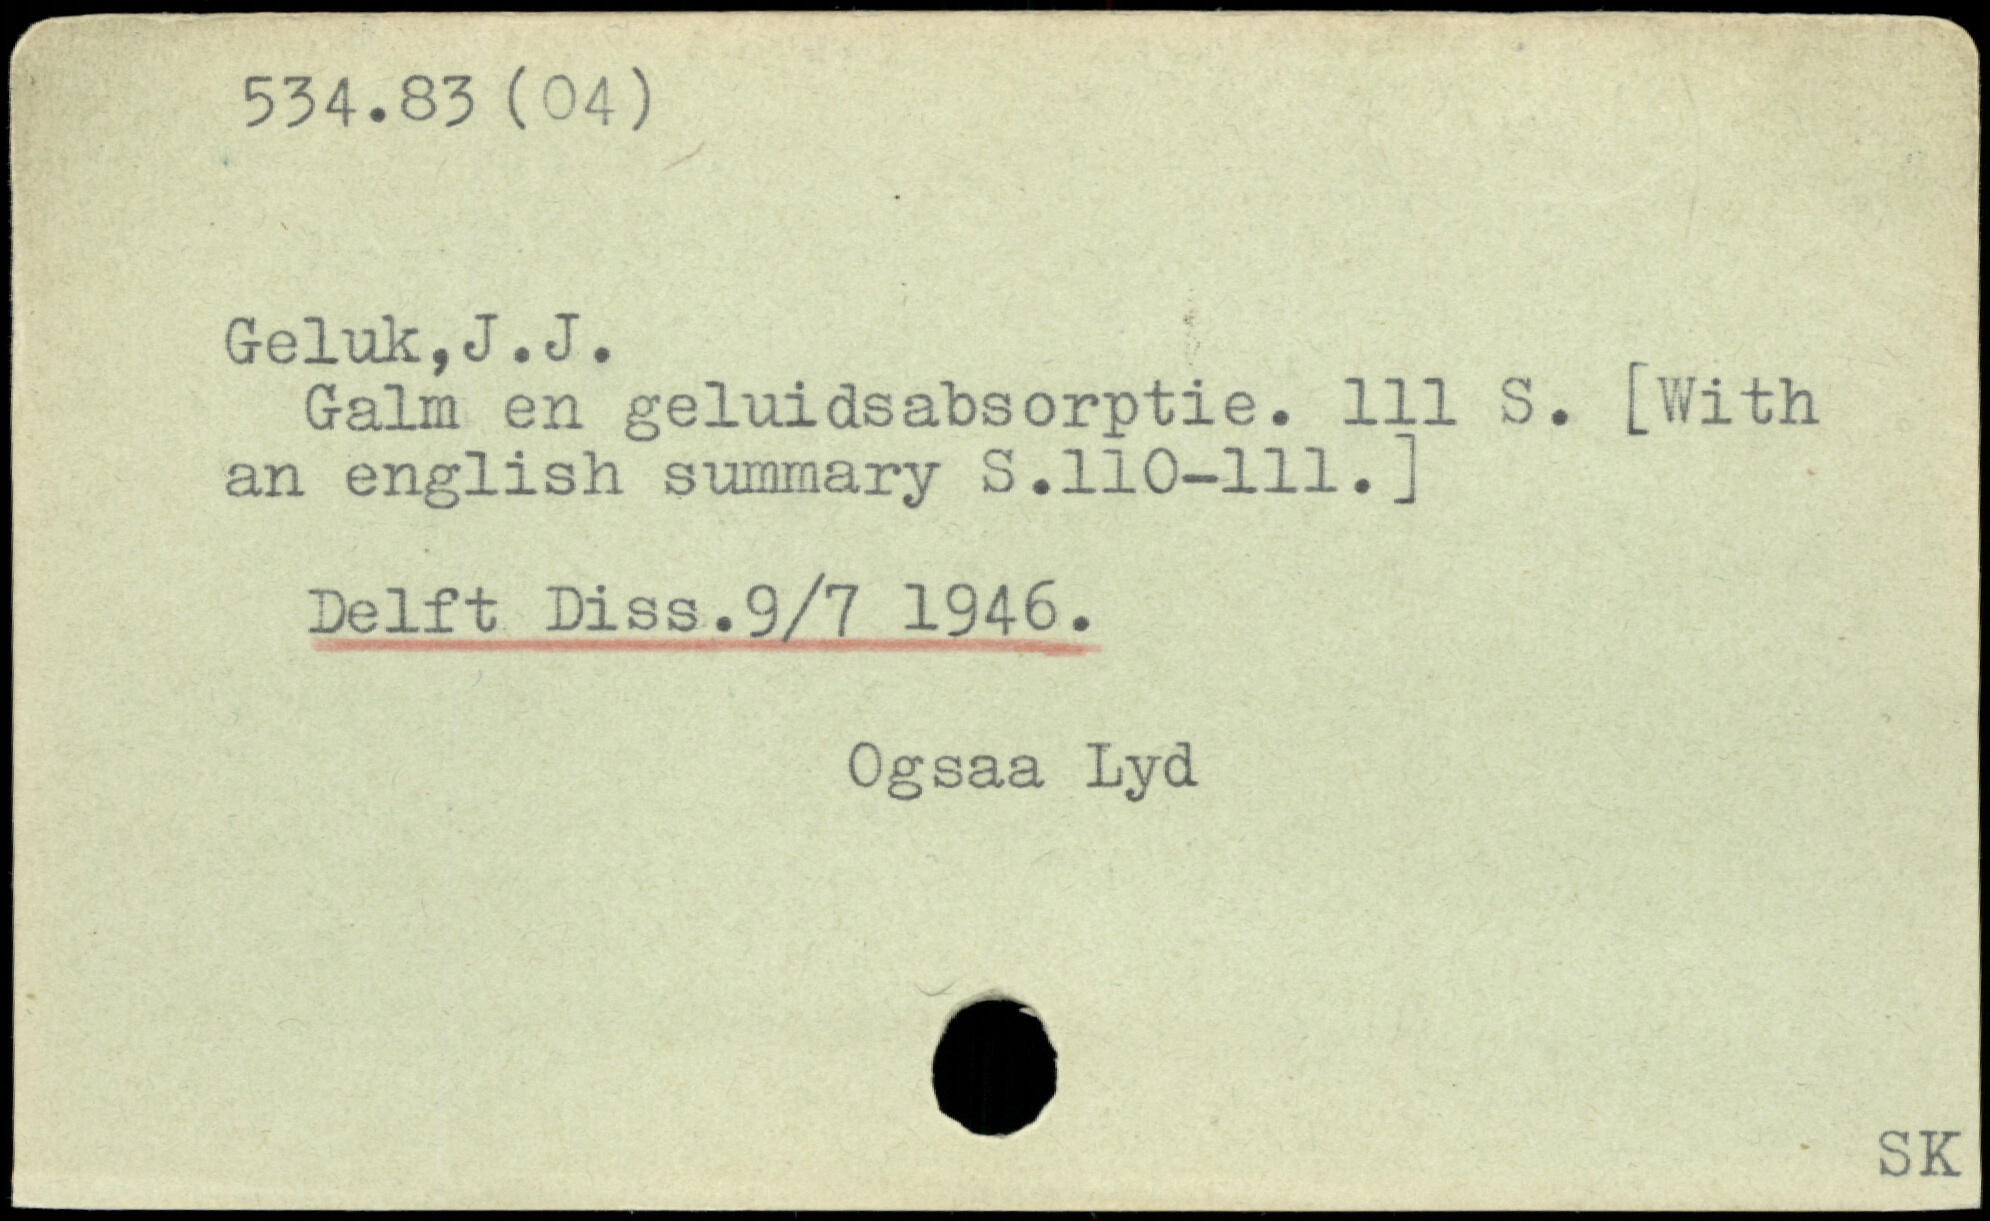 534.83 (04)
Geluk,J.J.
Galm en geluidsabsorptie. 111 S. [With
an english summary S.110-111.]
Delft Diss.9/7 1946.
Ogsaa Lyd
SK